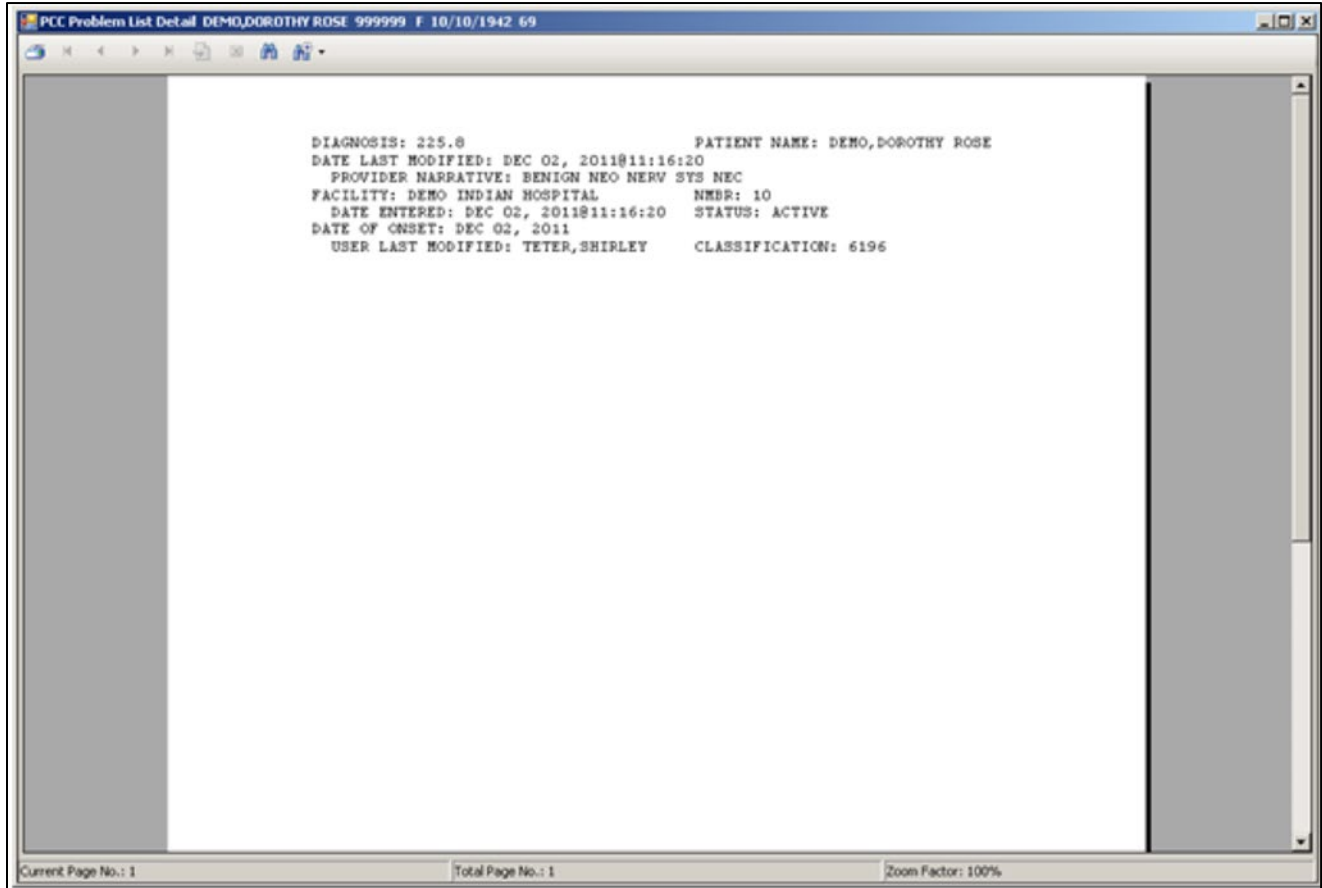 PCC Problem List Detail DEMO,DOROTHY ROSE 999999 F 10/10/1942 69
DIAGNOSIS: 225.8 PATIENT NAME: DEMO,DOROTHY ROSE
DATE LAST MODIFIED: DEC 02, 2011@11:16:20
PROVIDER NARRATIVE: BENIGN NEO NERV SYS NEC
FACILITY: DEMO INDIAN HOSPITAL NMBR: 10
DATE ENTERED: DEC 02, 2011@11:16:20 STATUS: ACTIVE
DATE OF ONSET: DEC 02, 2011
USER LAST MODIFIED: TETER,SHIRLEY CLASSIFICATION: 6196
Current Page No.: 1 Total Page No.: 1 Zoom Factor: 100%